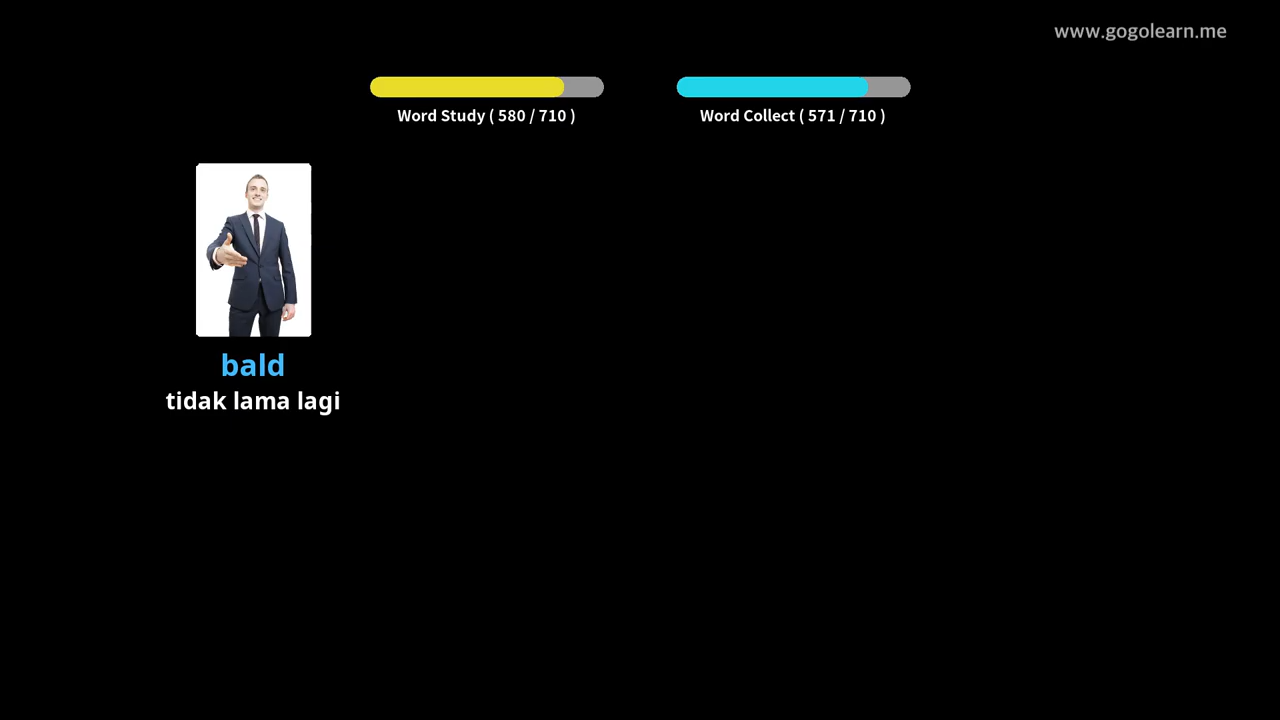 www.gogolearn.me
Word Study ( 580 / 710 )
Word Collect ( 571 / 710 )
bald
tidak lama lagi